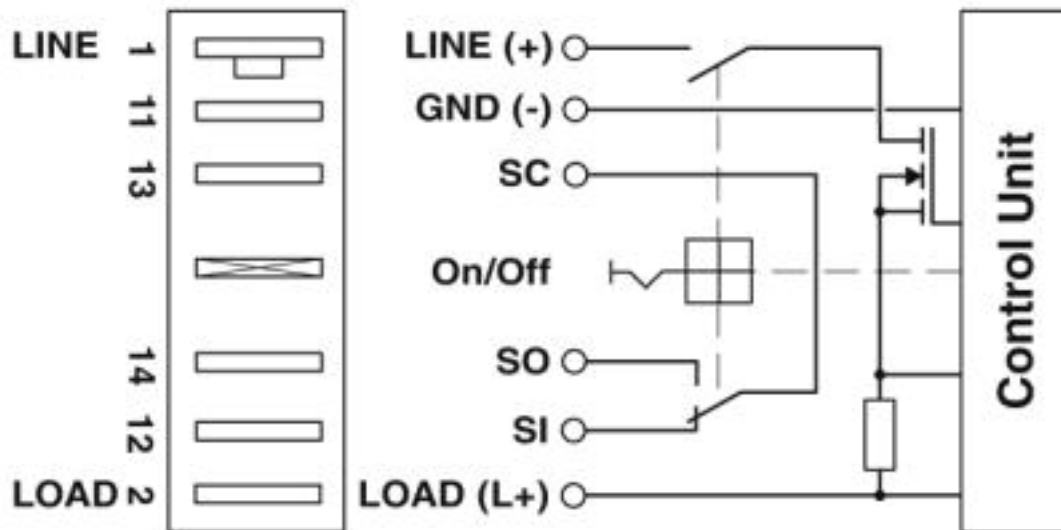 LINE 1
11
13
14
12
LOAD 2
LINE (+)
GND (-)
SC
On/Off
SO
SI
LOAD (L+)
Control Unit